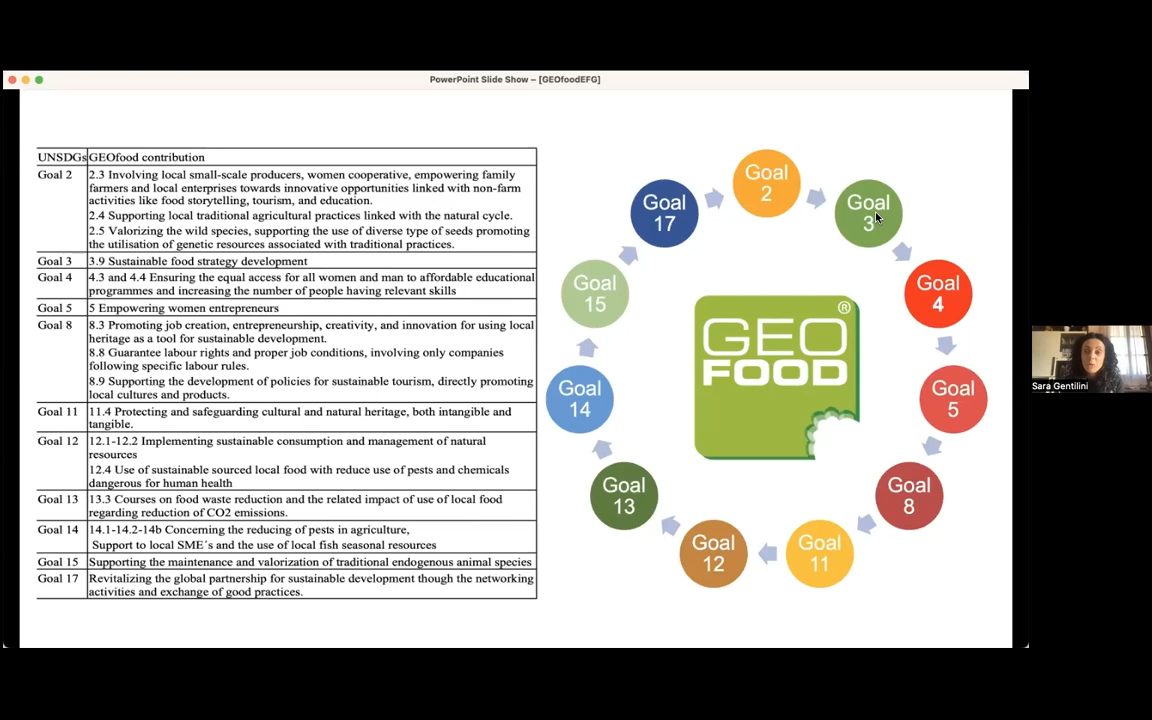 PowerPoint Slide Show – [GEOfoodEFG]
UNSDGs GEOfood contribution
Goal 2 2.3 Involving local small-scale producers, women cooperative, empowering family
farmers and local enterprises towards innovative opportunities linked with non-farm
activities like food storytelling, tourism, and education.
2.4 Supporting local traditional agricultural practices linked with the natural cycle.
2.5 Valorizing the wild species, supporting the use of diverse type of seeds promoting
the utilisation of genetic resources associated with traditional practices.
Goal 3 3.9 Sustainable food strategy development
Goal 4 4.3 and 4.4 Ensuring the equal access for all women and man to affordable educational
programmes and increasing the number of people having relevant skills
Goal 5 5 Empowering women entrepreneurs
Goal 8 8.3 Promoting job creation, entrepreneurship, creativity, and innovation for using local
heritage as a tool for sustainable development.
8.8 Guarantee labour rights and proper job conditions, involving only companies
following specific labour rules.
8.9 Supporting the development of policies for sustainable tourism, directly promoting
local cultures and products.
Goal 11 11.4 Protecting and safeguarding cultural and natural heritage, both intangible and
tangible.
Goal 12 12.1-12.2 Implementing sustainable consumption and management of natural
resources
12.4 Use of sustainable sourced local food with reduce use of pests and chemicals
dangerous for human health
Goal 13 13.3 Courses on food waste reduction and the related impact of use of local food
regarding reduction of CO2 emissions.
Goal 14 14.1-14.2-14b Concerning the reducing of pests in agriculture,
Support to local SME´s and the use of local fish seasonal resources
Goal 15 Supporting the maintenance and valorization of traditional endogenous animal species
Goal 17 Revitalizing the global partnership for sustainable development though the networking
activities and exchange of good practices.
Goal
2
Goal
3
Goal
4
Goal
5
Goal
8
Goal
11
Goal
12
Goal
13
Goal
14
Goal
15
Goal
17
GEO
FOOD
®
Sara Gentilini